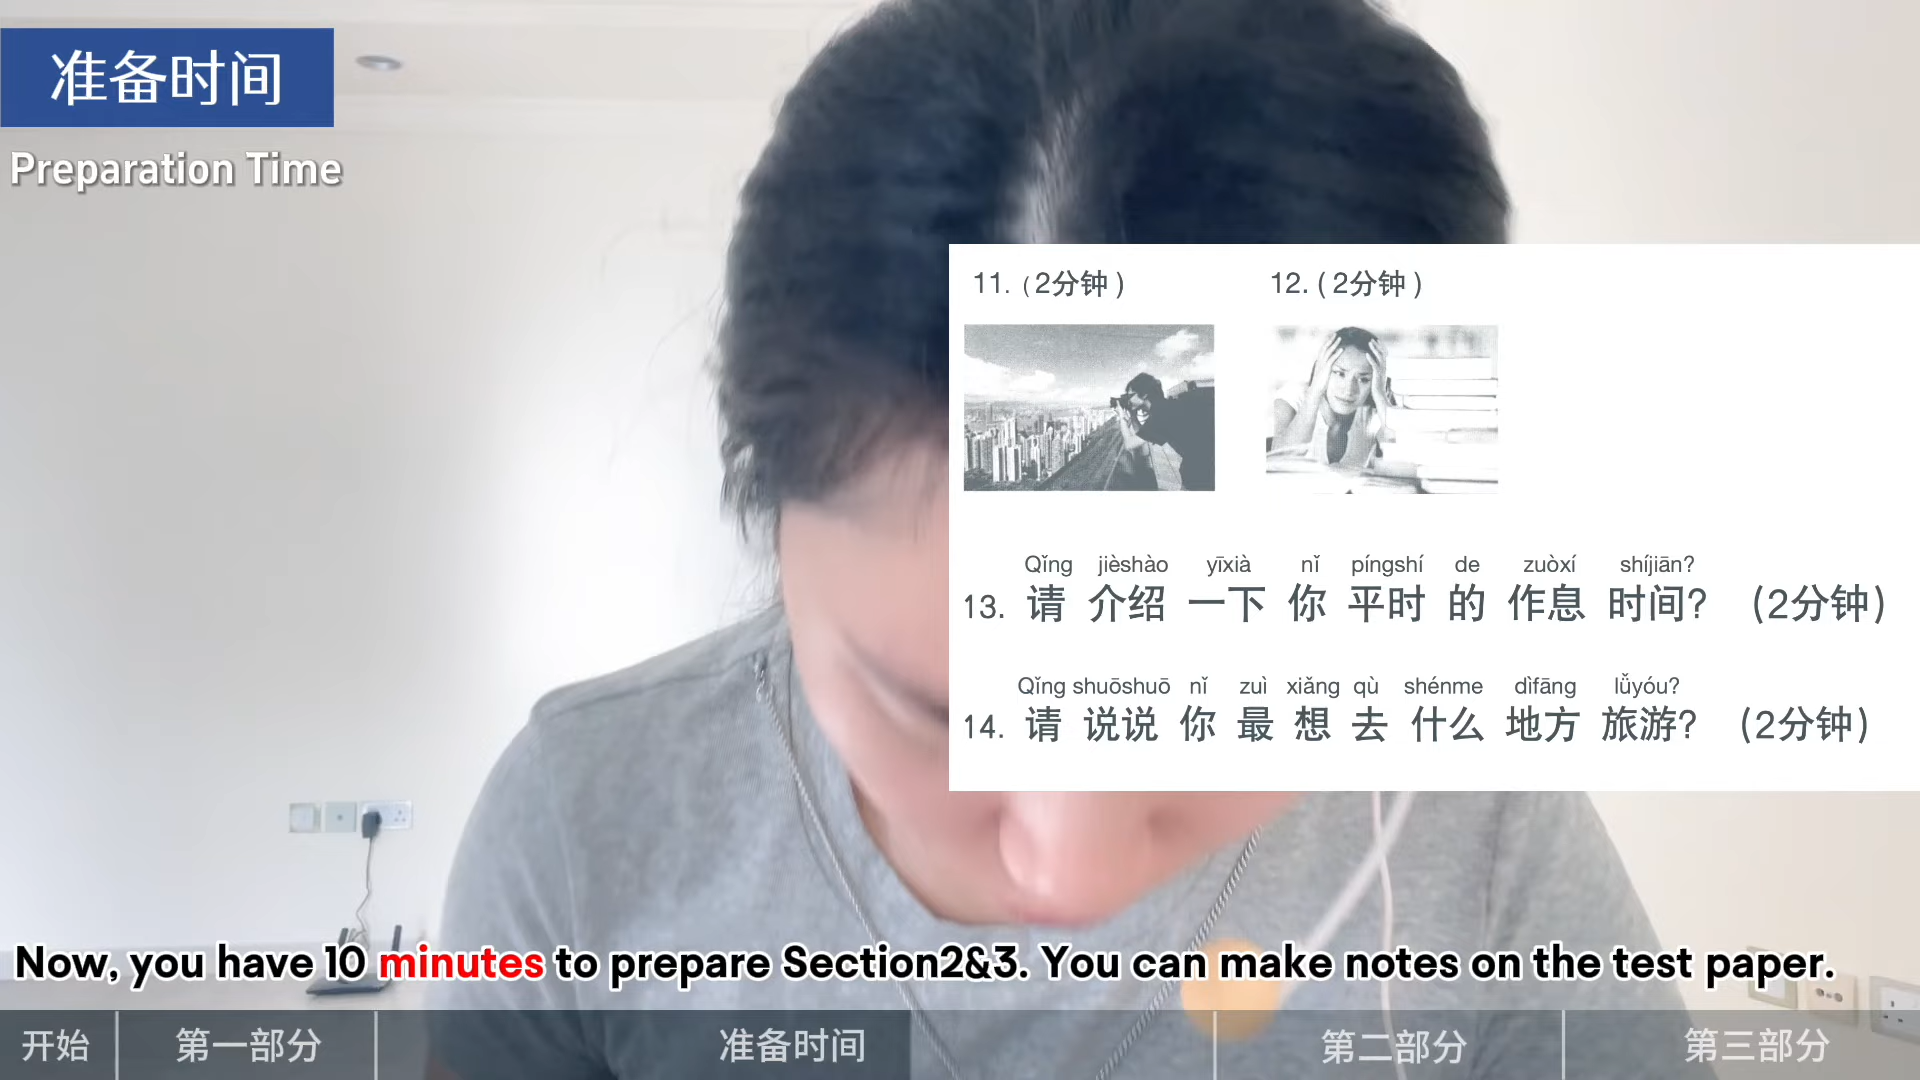 准备时间
Preparation Time
11.（2分钟）
12.（2分钟）
Qǐng jièshào yīxià nǐ píngshí de zuòxí shíjiān?
13. 请 介绍 一下 你 平时 的 作息 时间？（2分钟）
Qǐng shuōshuō nǐ zuì xiǎng qù shénme dìfāng lǚyóu?
14. 请 说说 你 最 想 去 什么 地方 旅游？（2分钟）
Now, you have 10 minutes to prepare Section2&3. You can make notes on the test paper.
开始
第一部分
准备时间
第二部分
第三部分